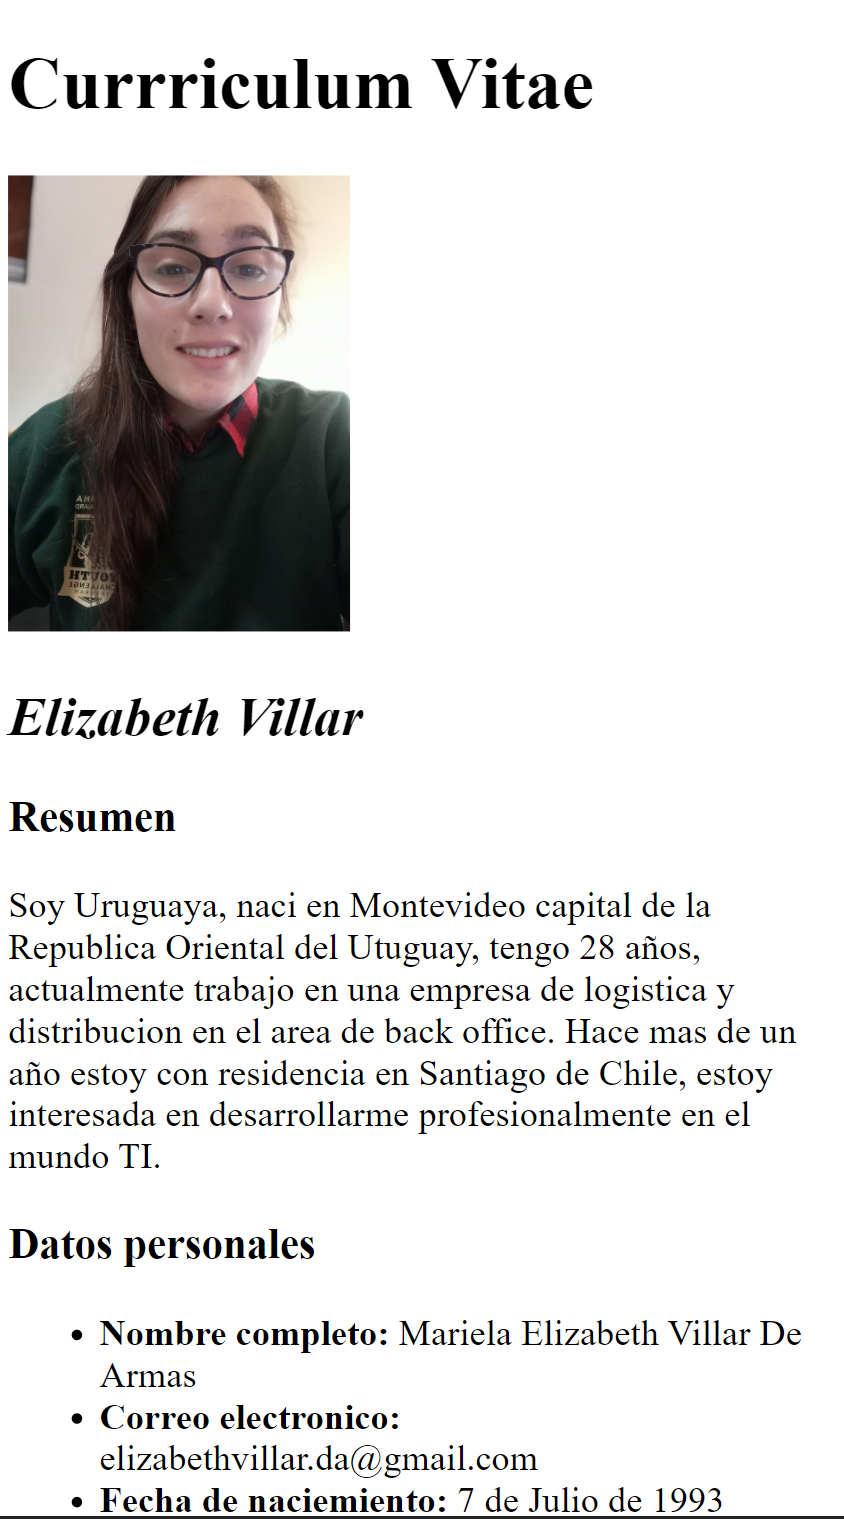 Currriculum Vitae
YOUTH
CHALLENGE
Elizabeth Villar
Resumen
Soy Uruguaya, naci en Montevideo capital de la
Republica Oriental del Utuguay, tengo 28 años,
actualmente trabajo en una empresa de logistica y
distribucion en el area de back office. Hace mas de un
año estoy con residencia en Santiago de Chile, estoy
interesada en desarrollarme profesionalmente en el
mundo TI.
Datos personales
• Nombre completo: Mariela Elizabeth Villar De
Armas
• Correo electronico:
elizabethvillar.da@gmail.com
• Fecha de naciemiento: 7 de Julio de 1993